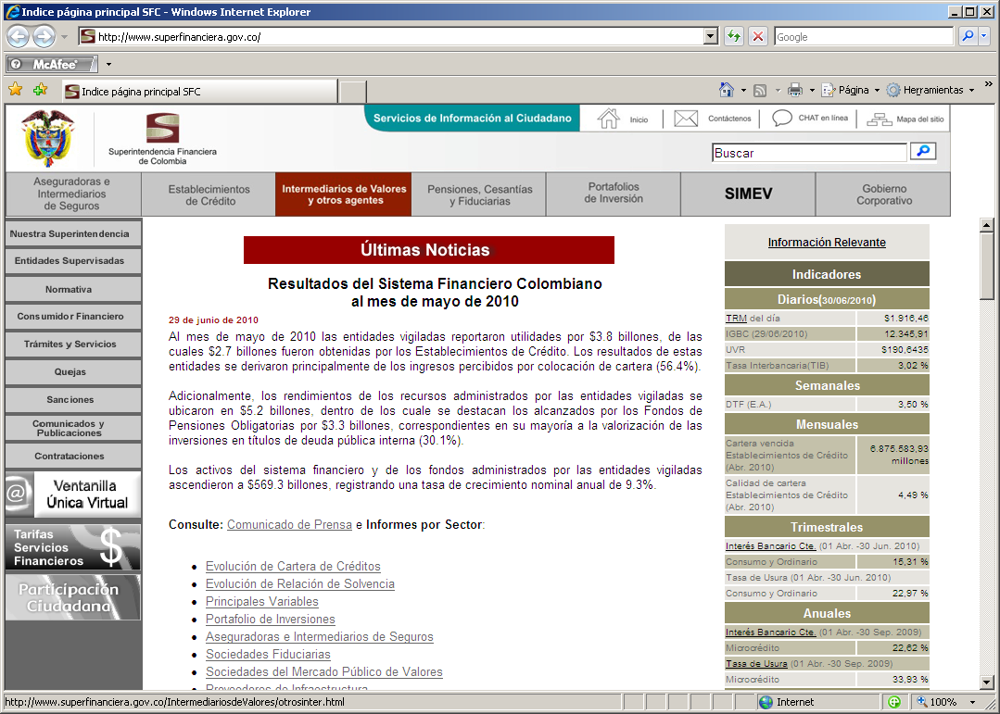 Indice página principal SFC - Windows Internet Explorer
http://www.superfinanciera.gov.co/
Google
McAfee
Indice página principal SFC
Página
Herramientas
Superintendencia Financiera
de Colombia
Servicios de Información al Ciudadano
Inicio
Contáctenos
CHAT en línea
Mapa del sitio
Buscar
Aseguradoras e
Intermediarios
de Seguros
Establecimientos
de Crédito
Intermediarios de Valores
y otros agentes
Pensiones, Cesantías
y Fiduciarias
Portafolios
de Inversión
SIMEV
Gobierno
Corporativo
Nuestra Superintendencia
Entidades Supervisadas
Normativa
Consumidor Financiero
Trámites y Servicios
Quejas
Sanciones
Comunicados y
Publicaciones
Contrataciones
@ Ventanilla
Única Virtual
Tarifas
Servicios
Financieros $
Participación
Ciudadana
Últimas Noticias
Resultados del Sistema Financiero Colombiano
al mes de mayo de 2010
29 de junio de 2010
Al mes de mayo de 2010 las entidades vigiladas reportaron utilidades por $3.8 billones, de las
cuales $2.7 billones fueron obtenidas por los Establecimientos de Crédito. Los resultados de estas
entidades se derivaron principalmente de los ingresos percibidos por colocación de cartera (56.4%).
Adicionalmente, los rendimientos de los recursos administrados por las entidades vigiladas se
ubicaron en $5.2 billones, dentro de los cuale se destacan los alcanzados por los Fondos de
Pensiones Obligatorias por $3.3 billones, correspondientes en su mayoría a la valorización de las
inversiones en títulos de deuda pública interna (30.1%).
Los activos del sistema financiero y de los fondos administrados por las entidades vigiladas
ascendieron a $569.3 billones, registrando una tasa de crecimiento nominal anual de 9.3%.
Consulte: Comunicado de Prensa e Informes por Sector:
Evolución de Cartera de Créditos
Evolución de Relación de Solvencia
Principales Variables
Portafolio de Inversiones
Aseguradoras e Intermediarios de Seguros
Sociedades Fiduciarias
Sociedades del Mercado Público de Valores
Proveedores de Infraestructura
Información Relevante
Indicadores
Diarios(30/06/2010)
TRM del día $1.916,46
IGBC (29/06/2010) 12.345,91
UVR $190,6435
Tasa Interbancaria(TIB) 3,02 %
Semanales
DTF (E.A.) 3,50 %
Mensuales
Cartera vencida
Establecimientos de Crédito
(Abr. 2010) 6.875.583,93
millones
Calidad de cartera
Establecimientos de Crédito
(Abr. 2010) 4,49 %
Trimestrales
Interés Bancario Cte. (01 Abr. -30 Jun. 2010)
Consumo y Ordinario 15,31 %
Tasa de Usura (01 Abr. -30 Jun. 2010)
Consumo y Ordinario 22,97 %
Anuales
Interés Bancario Cte. (01 Abr. -30 Sep. 2009)
Microcrédito 22,62 %
Tasa de Usura (01 Abr. -30 Sep. 2009)
Microcrédito 33,93 %
http://www.superfinanciera.gov.co/IntermediariosdeValores/otrosinter.html
Internet
100%